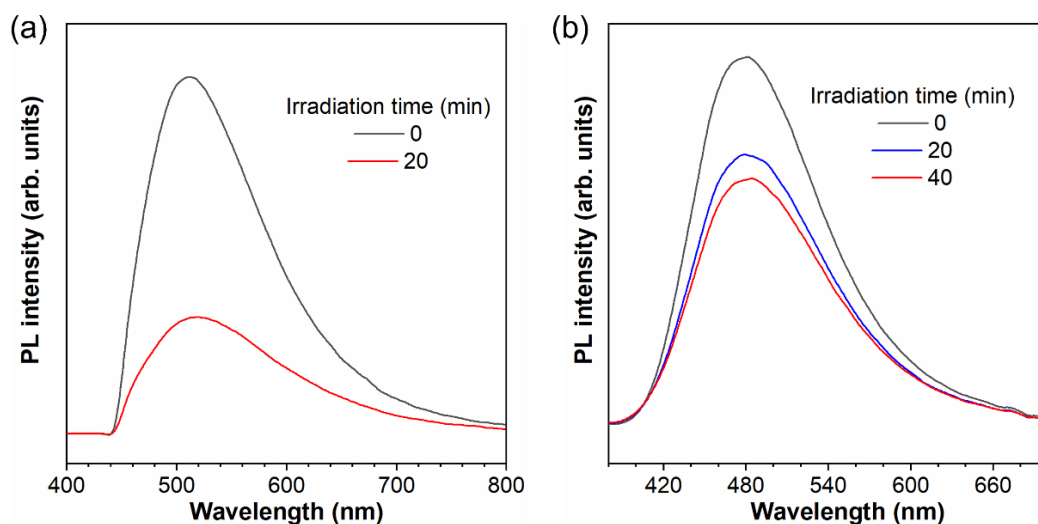 (a)
PL intensity (arb. units)
Irradiation time (min)
0
20
400 500 600 700 800
Wavelength (nm)
(b)
PL intensity (arb. units)
Irradiation time (min)
0
20
40
420 480 540 600 660
Wavelength (nm)